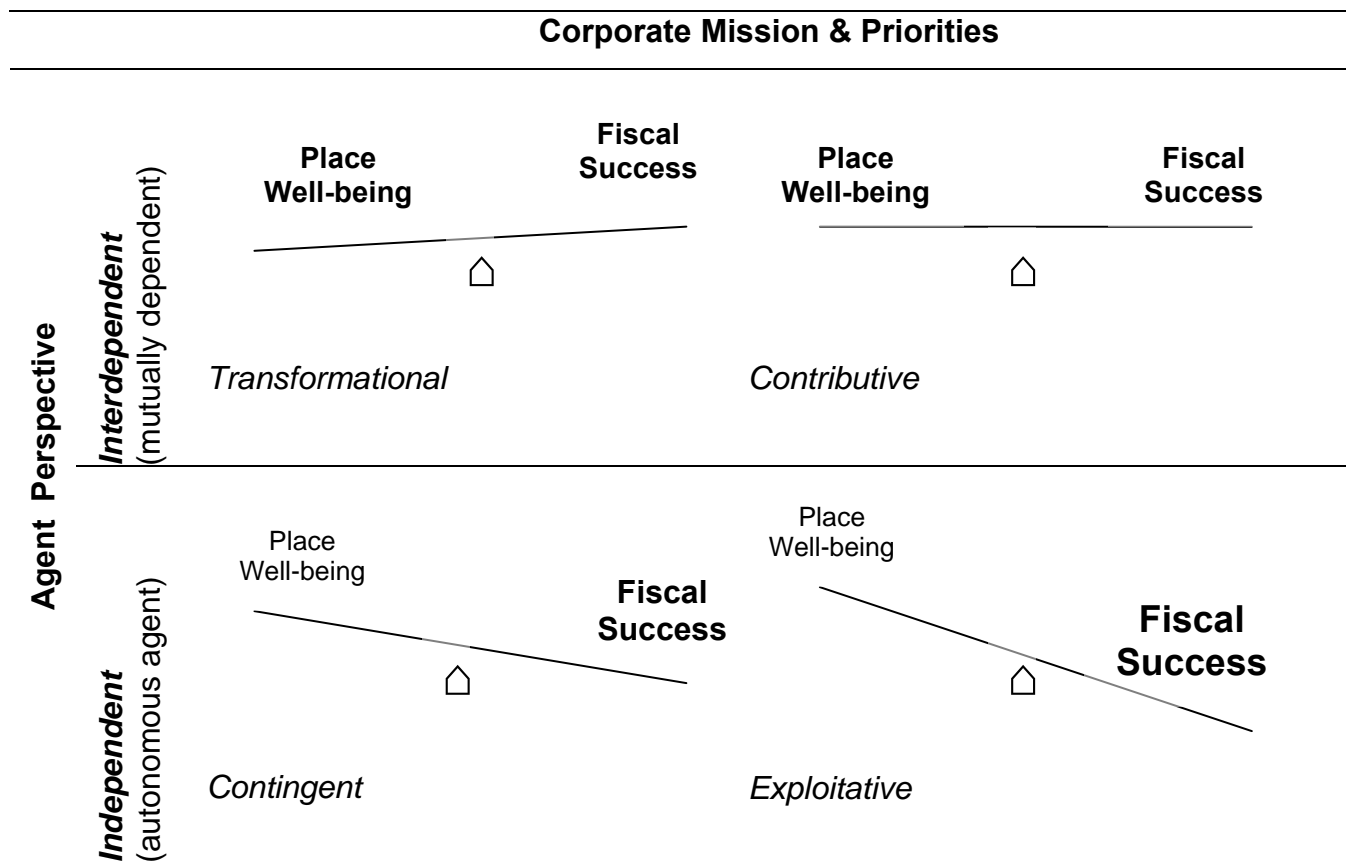 Corporate Mission & Priorities
Agent Perspective
Interdependent
(mutually dependent)
Place
Well-being
Fiscal
Success
Transformational
Place
Well-being
Fiscal
Success
Contributive
Independent
(autonomous agent)
Place
Well-being
Fiscal
Success
Contingent
Place
Well-being
Fiscal
Success
Exploitative